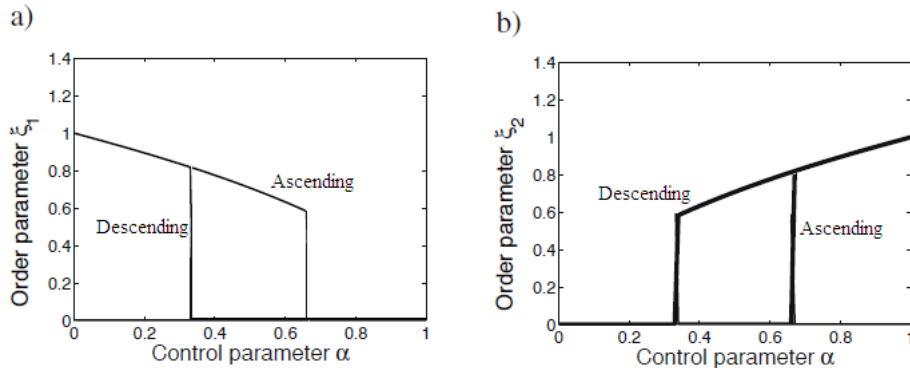 a)
1.4
1.2
1
0.8
0.6
0.4
0.2
0
Order parameter ξ₁
Ascending
Descending
0 0.2 0.4 0.6 0.8 1
Control parameter α
b)
1.4
1.2
1
0.8
0.6
0.4
0.2
0
Order parameter ξ₂
Descending
Ascending
0 0.2 0.4 0.6 0.8 1
Control parameter α